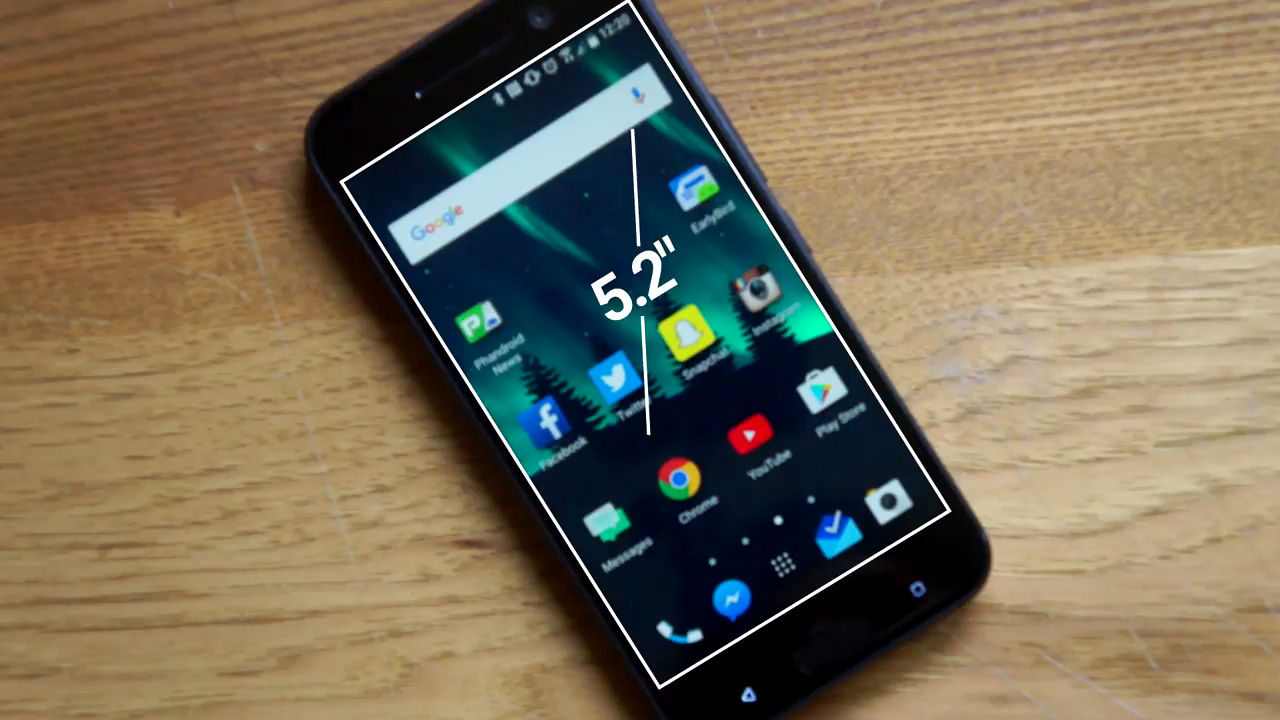 12:20
Google
EarlyBird
5.2"
Phandroid
News
Instagram
Snapchat
Twitter
Facebook
Play Store
YouTube
Chrome
Messages